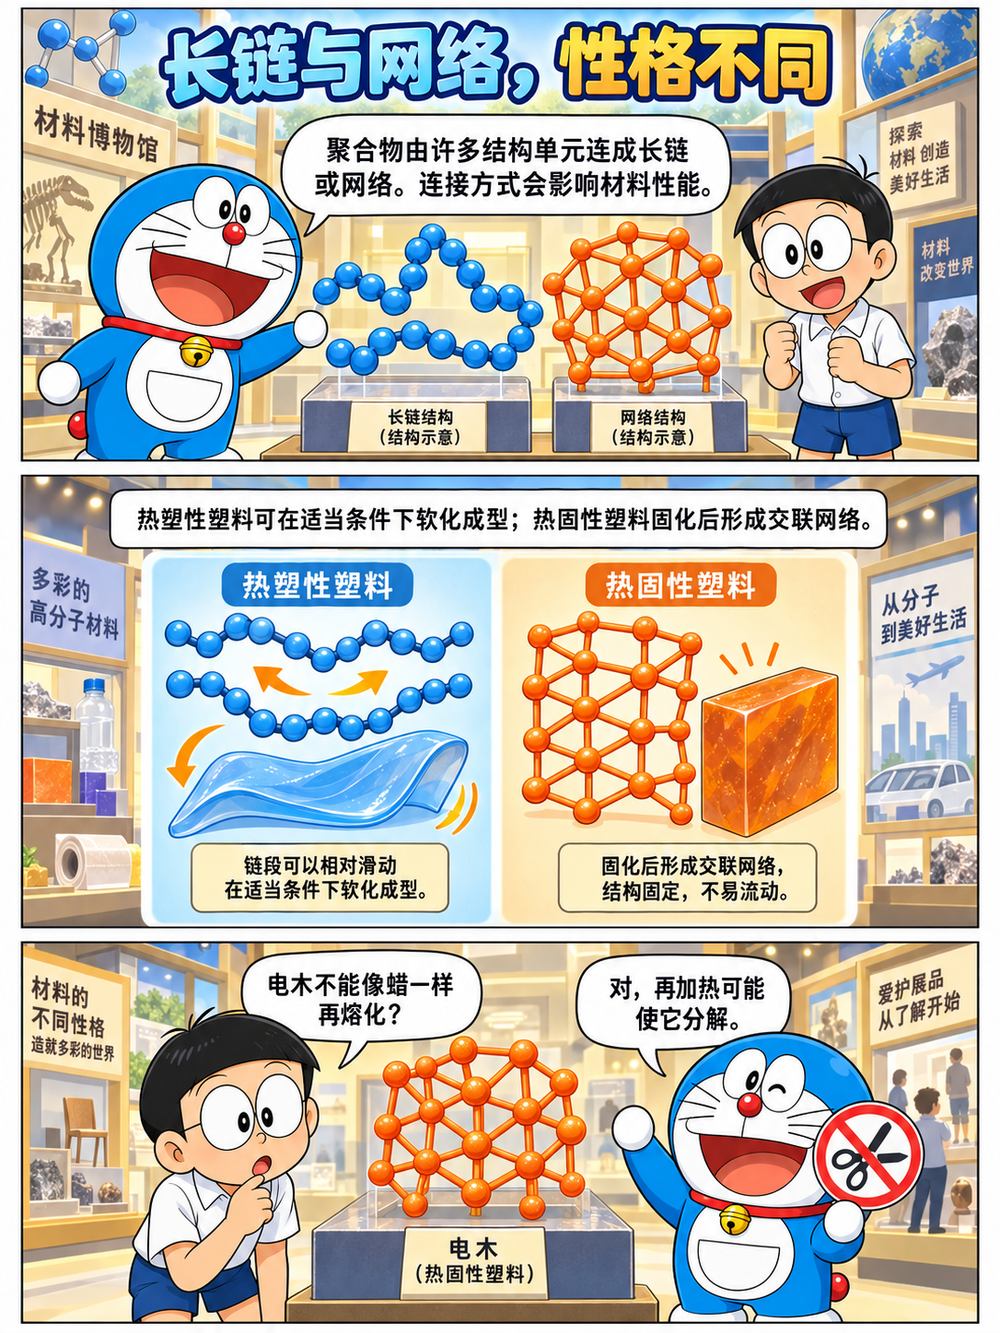 长链与网络，性格不同
材料博物馆
聚合物由许多结构单元连成长链
或网络。连接方式会影响材料性能。
探索
材料 创造
美好生活
材料
改变世界
长链结构
（结构示意）
网络结构
（结构示意）
热塑性塑料可在适当条件下软化成型；热固性塑料固化后形成交联网络。
多彩的
高分子材料
热塑性塑料
热固性塑料
从分子
到美好生活
链段可以相对滑动
在适当条件下软化成型。
固化后形成交联网络，
结构固定，不易流动。
材料的
不同性格
造就多彩的世界
电木不能像蜡一样
再熔化？
对，再加热可能
使它分解。
爱护展品
从了解开始
电木
（热固性塑料）